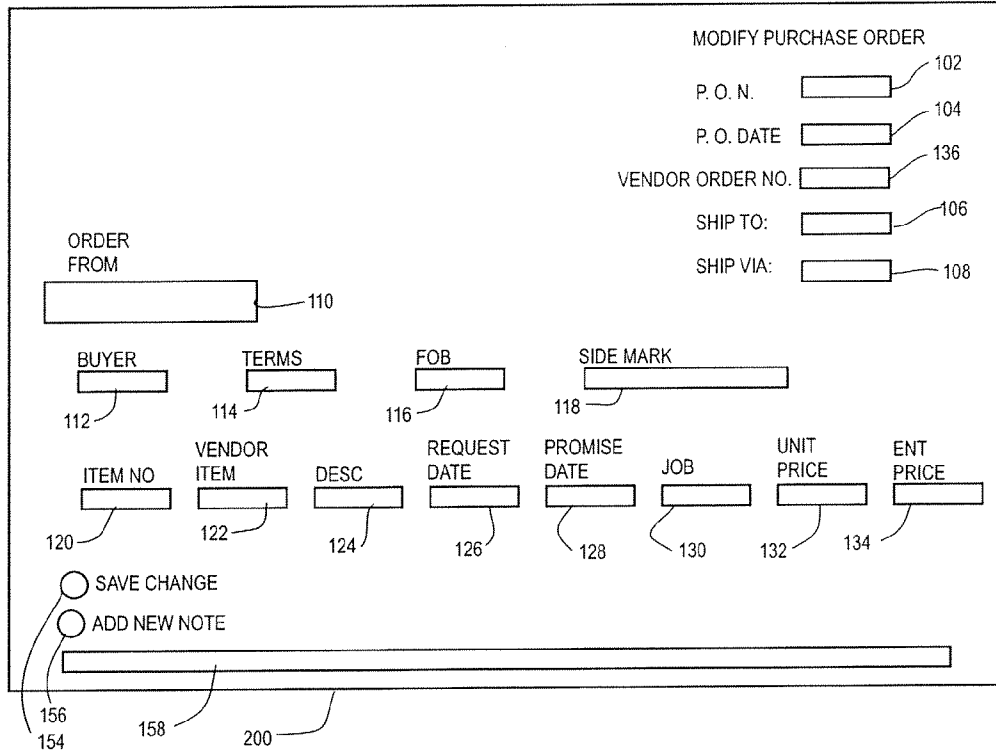 MODIFY PURCHASE ORDER
P. O. N.
102
P. O. DATE
104
VENDOR ORDER NO.
136
SHIP TO:
106
SHIP VIA:
108
ORDER
FROM
110
BUYER
TERMS
FOB
SIDE MARK
112
114
116
118
ITEM NO
VENDOR
ITEM
DESC
REQUEST
DATE
PROMISE
DATE
JOB
UNIT
PRICE
ENT
PRICE
120
122
124
126
128
130
132
134
SAVE CHANGE
ADD NEW NOTE
156
154
158
200